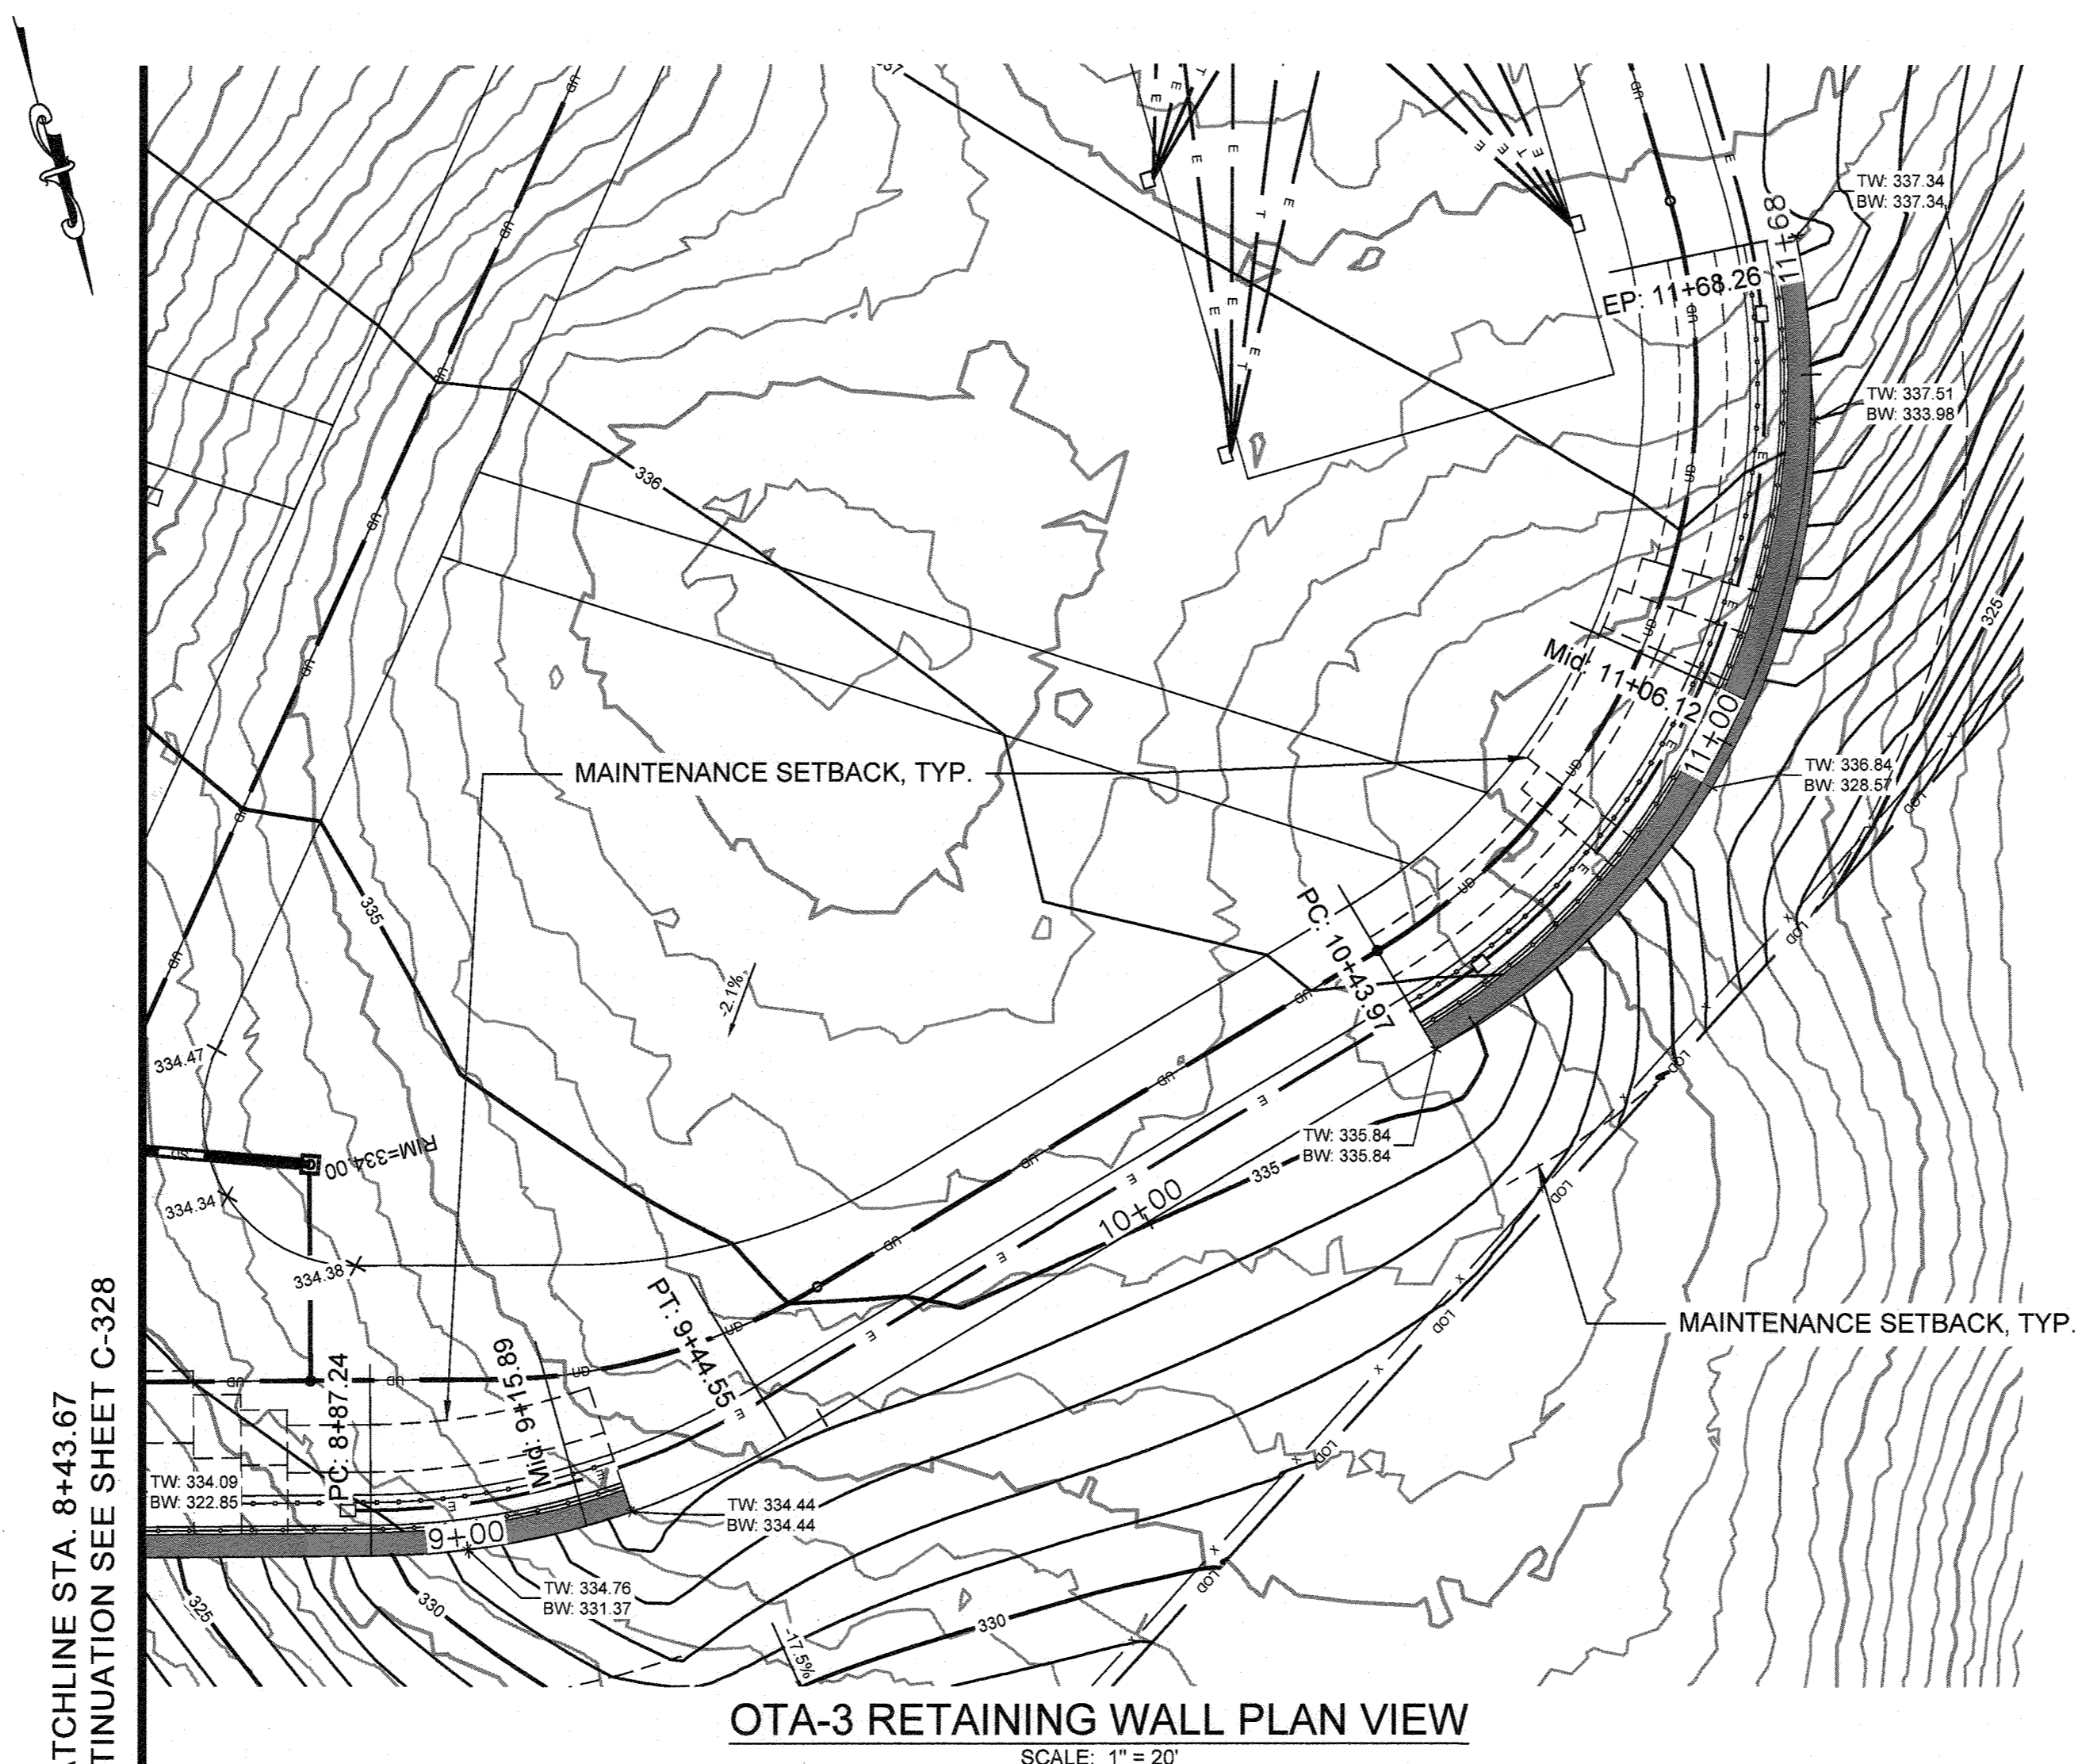 TW: 337.34
BW: 337.34
11+68
EP: 11+68.26
TW: 337.51
BW: 333.98
336
325
Mid: 11+06.12
11+00
MAINTENANCE SETBACK, TYP.
TW: 336.84
BW: 328.57
335
PC: 10+43.97
-2.1%
334.47
RIM=334.00
SD
334.34
334.38
TW: 335.84
BW: 335.84
335
10+00
PT: 9+44.55
MAINTENANCE SETBACK, TYP.
Mid: 9+15.89
PC: 8+87.24
TW: 334.09
BW: 322.85
9+00
TW: 334.44
BW: 334.44
TW: 334.76
BW: 331.37
325
330
330
-17.5%
UD
E
T
LOD
X
ATCHLINE STA. 8+43.67
TINUATION SEE SHEET C-328
OTA-3 RETAINING WALL PLAN VIEW
SCALE: 1" = 20'